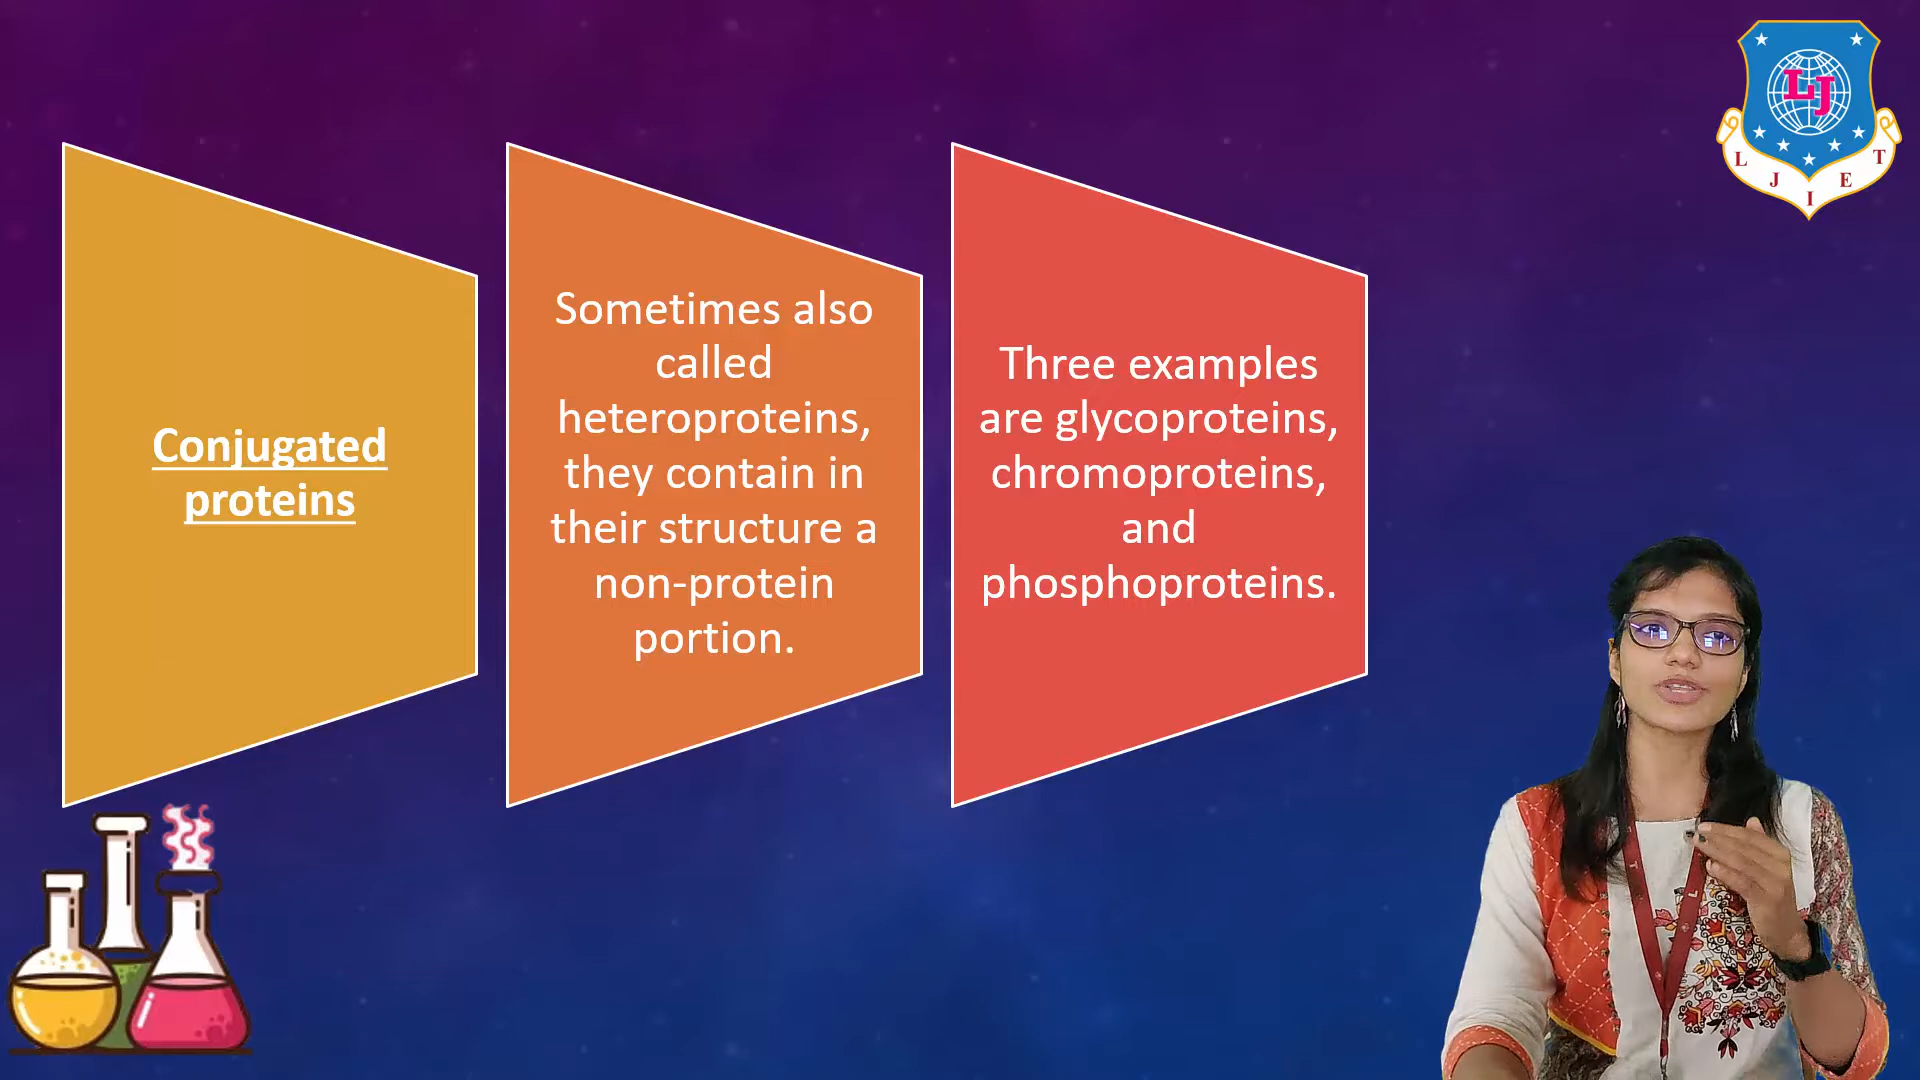 Conjugated
proteins
Sometimes also
called
heteroproteins,
they contain in
their structure a
non-protein
portion.
Three examples
are glycoproteins,
chromoproteins,
and
phosphoproteins.
LJ
L J I E T